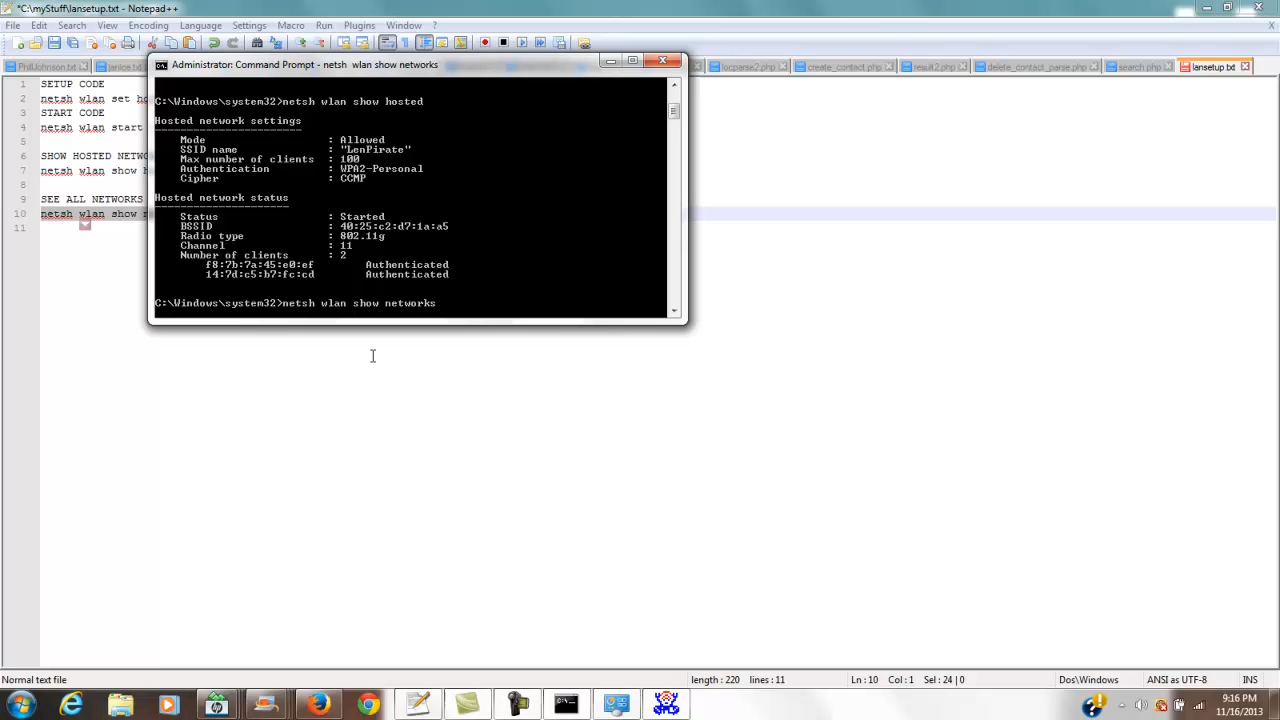 *C:\myStuff\lansetup.txt - Notepad++
File Edit Search View Encoding Language Settings Macro Run Plugins Window ?
PhilJohnson.txt janice.tx locparse2.php create_contact.php result2.php delete_contact_parse.php search.php lansetup.txt
Administrator: Command Prompt - netsh wlan show networks
1 SETUP CODE
2 netsh wlan set ho
3 START CODE
4 netsh wlan start
5
6 SHOW HOSTED NETWO
7 netsh wlan show h
8
9 SEE ALL NETWORKS
10 netsh wlan show n
11
C:\Windows\system32>netsh wlan show hosted
Hosted network settings
-----------------------
Mode : Allowed
SSID name : "LenPirate"
Max number of clients : 100
Authentication : WPA2-Personal
Cipher : CCMP
Hosted network status
---------------------
Status : Started
BSSID : 40:25:c2:d7:1a:a5
Radio type : 802.11g
Channel : 11
Number of clients : 2
f8:7b:7a:45:e0:ef Authenticated
14:7d:c5:b7:fc:cd Authenticated
C:\Windows\system32>netsh wlan show networks
Normal text file length : 220 lines : 11 Ln : 10 Col : 1 Sel : 24 | 0 Dos\Windows ANSI as UTF-8 INS
9:16 PM
11/16/2013